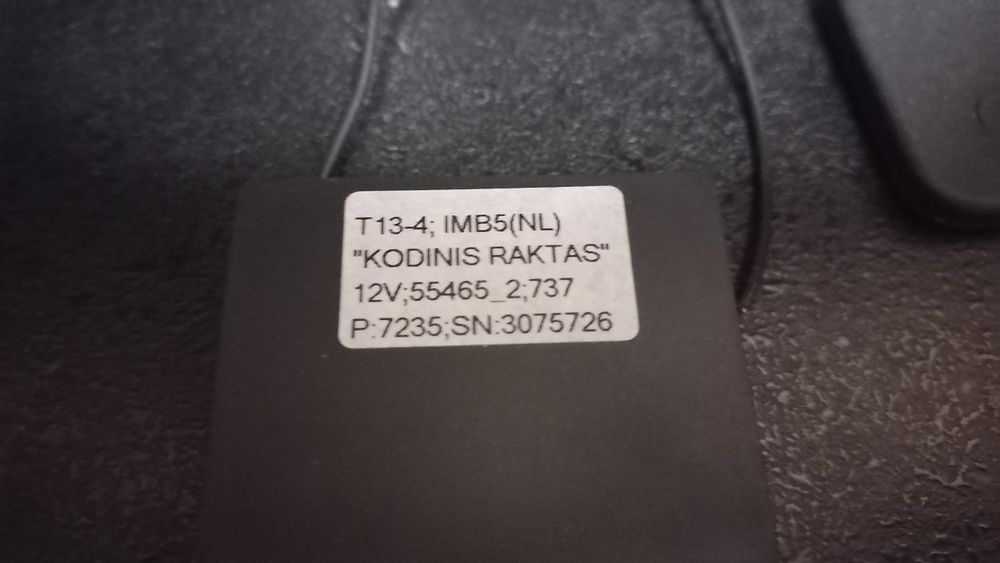 T13-4; IMB5(NL)
"KODINIS RAKTAS"
12V;55465_2;737
P:7235;SN:3075726